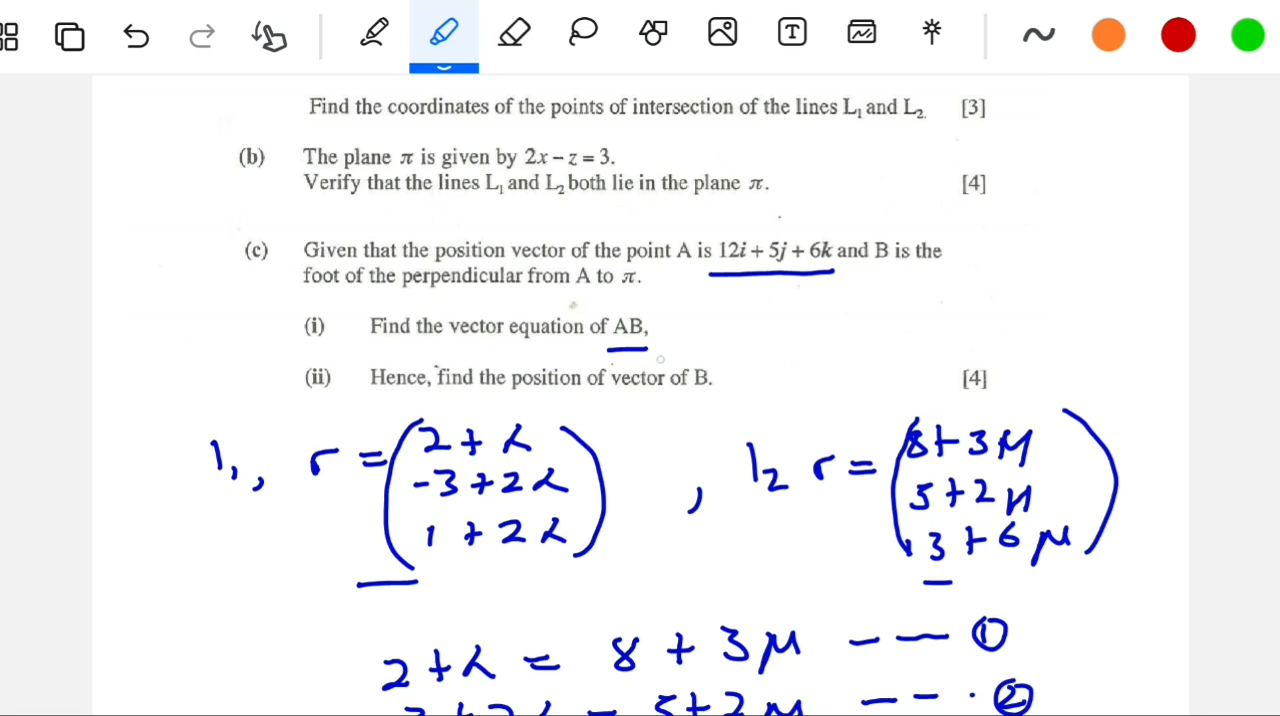 Find the coordinates of the points of intersection of the lines L₁ and L₂. [3]
(b) The plane π is given by 2x – z = 3.
Verify that the lines L₁ and L₂ both lie in the plane π. [4]
(c) Given that the position vector of the point A is 12i + 5j + 6k and B is the
foot of the perpendicular from A to π.
(i) Find the vector equation of AB,
(ii) Hence, find the position of vector of B. [4]
l₁, r = (2 + λ, l₂ r = (8 + 3μ
-3 + 2λ 5 + 2μ
1 + 2λ) 13 + 6μ)
2 + λ = 8 + 3μ –– ①
5 + 2μ –– · ②